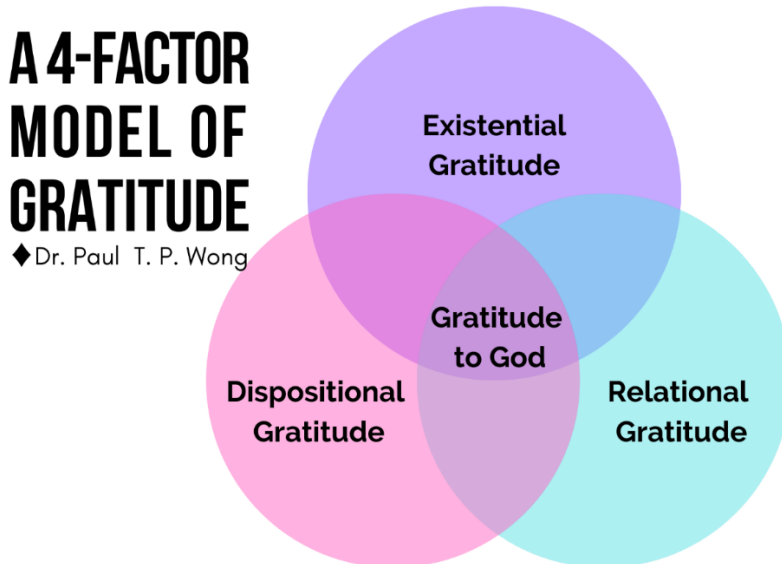 A 4-FACTOR
MODEL OF
GRATITUDE
♦Dr. Paul T. P. Wong
Existential
Gratitude
Gratitude
to God
Dispositional
Gratitude
Relational
Gratitude